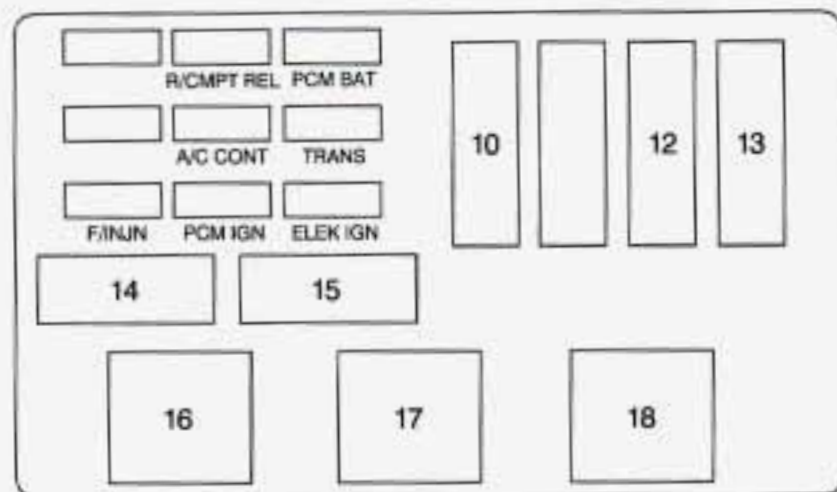 R/CMPT REL PCM BAT
A/C CONT TRANS
F/INJN PCM IGN ELEK IGN
10 12 13
14 15
16 17 18